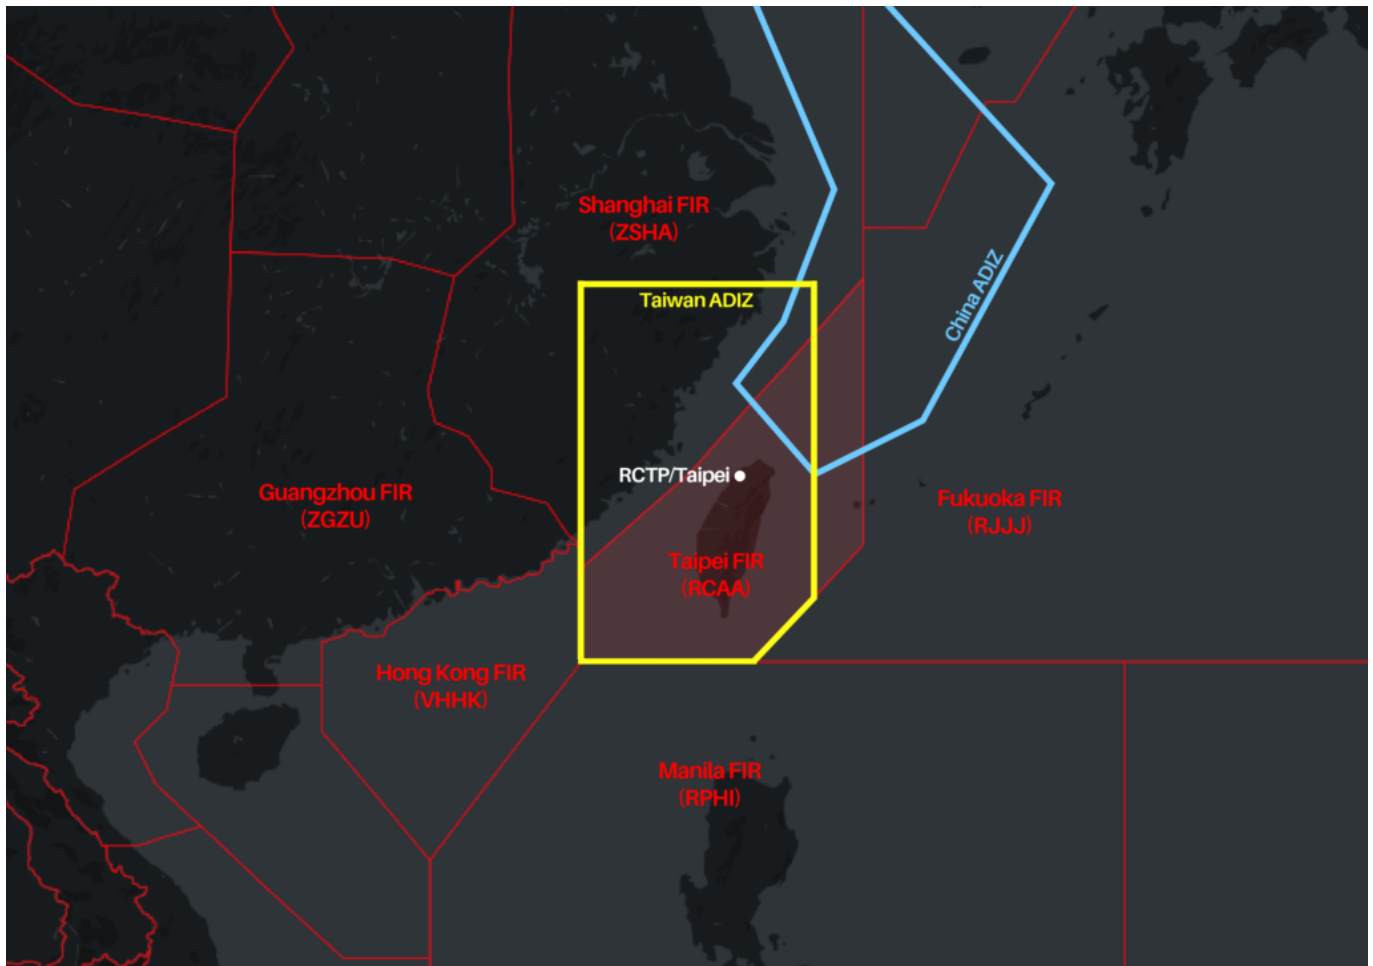 Shanghai FIR
(ZSHA)
Taiwan ADIZ
China ADIZ
RCTP/Taipei
Guangzhou FIR
(ZGZU)
Fukuoka FIR
(RJJJ)
Taipei FIR
(RCAA)
Hong Kong FIR
(VHHK)
Manila FIR
(RPHI)